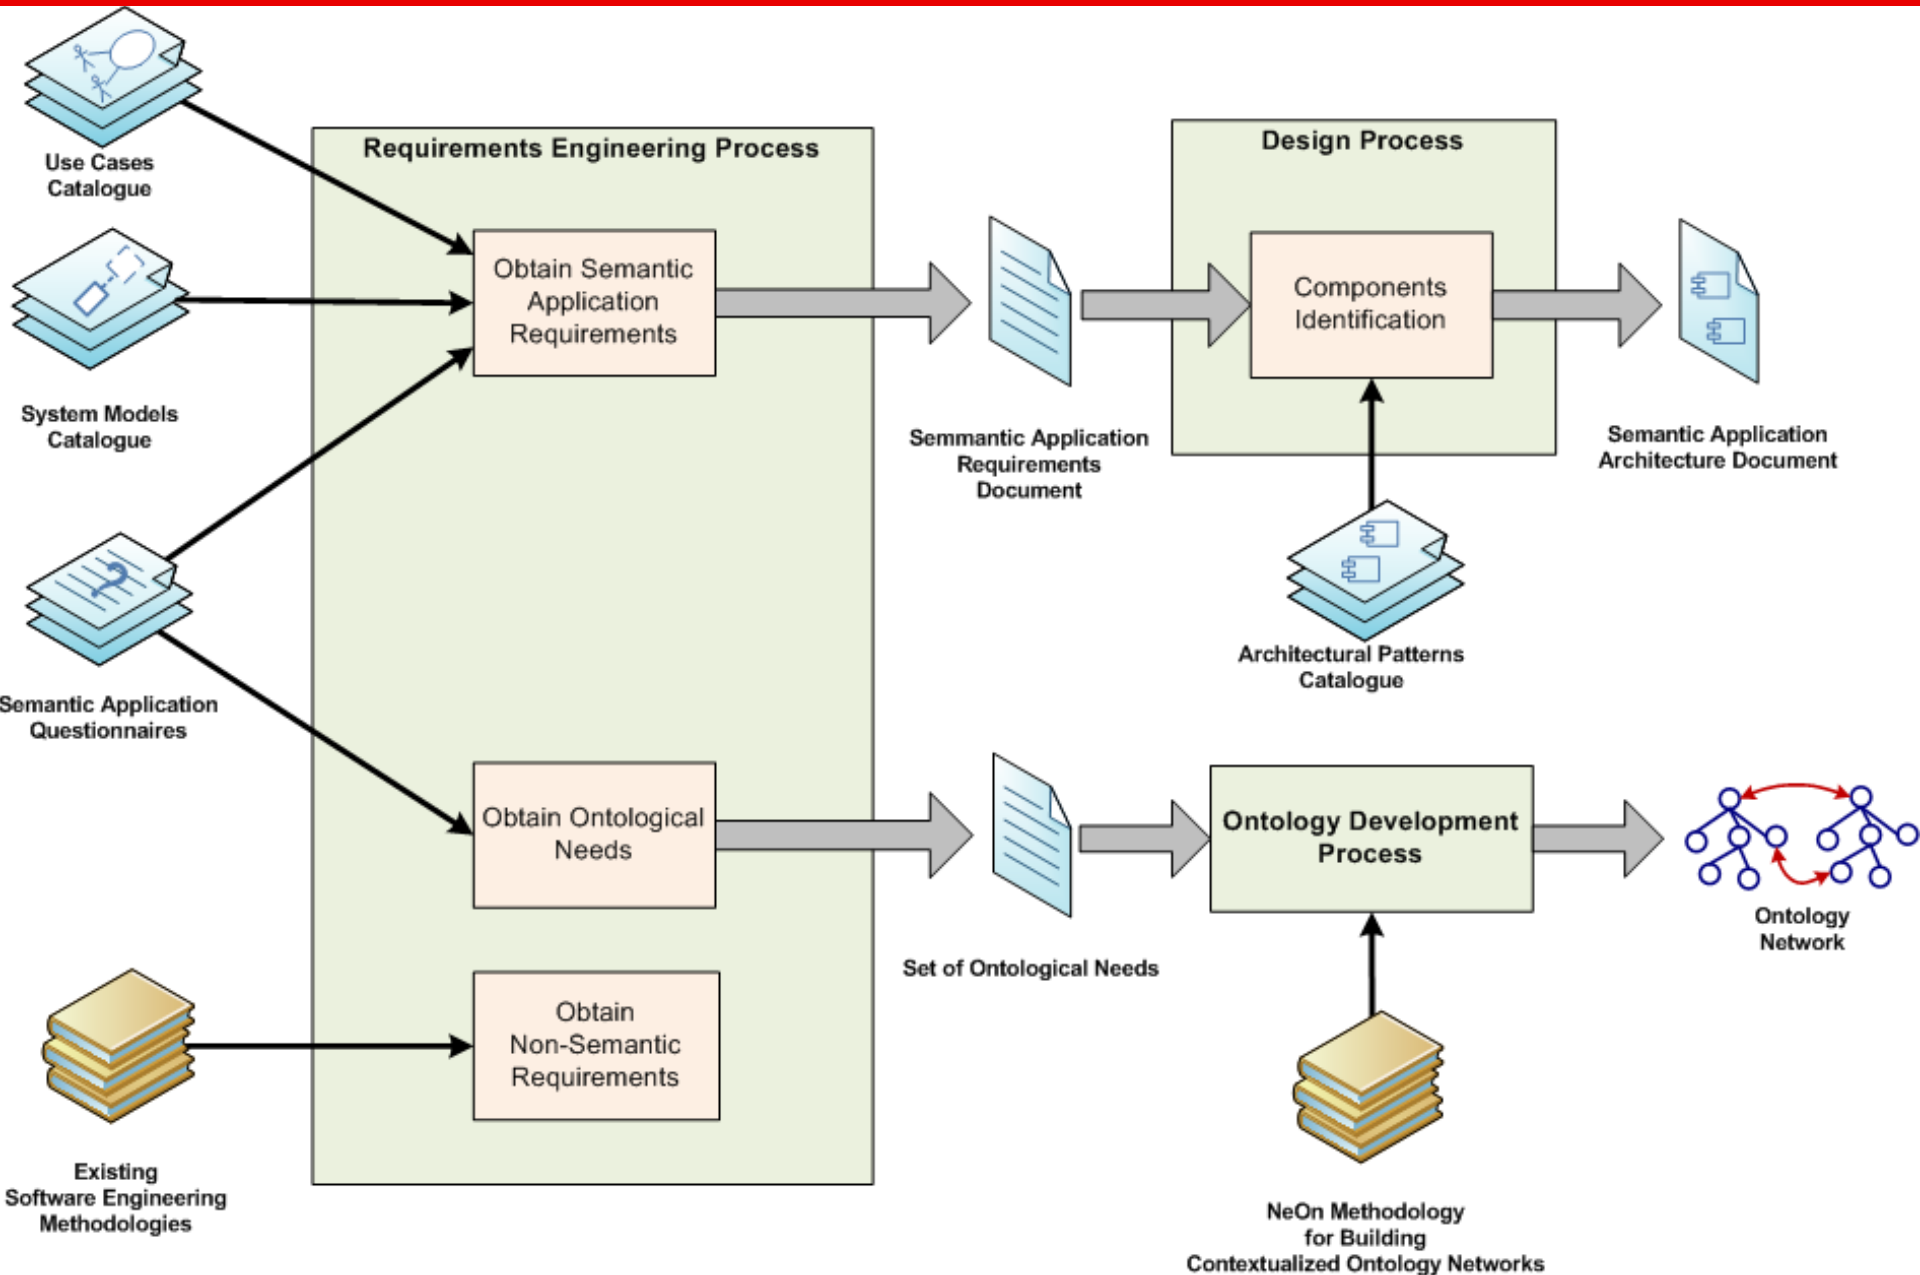 Use Cases
Catalogue
Requirements Engineering Process
Design Process
Obtain Semantic
Application
Requirements
Components
Identification
System Models
Catalogue
Semmantic Application
Requirements
Document
Semantic Application
Architecture Document
Architectural Patterns
Catalogue
Semantic Application
Questionnaires
Obtain Ontological
Needs
Ontology Development
Process
Ontology
Network
Set of Ontological Needs
Obtain
Non-Semantic
Requirements
Existing
Software Engineering
Methodologies
NeOn Methodology
for Building
Contextualized Ontology Networks